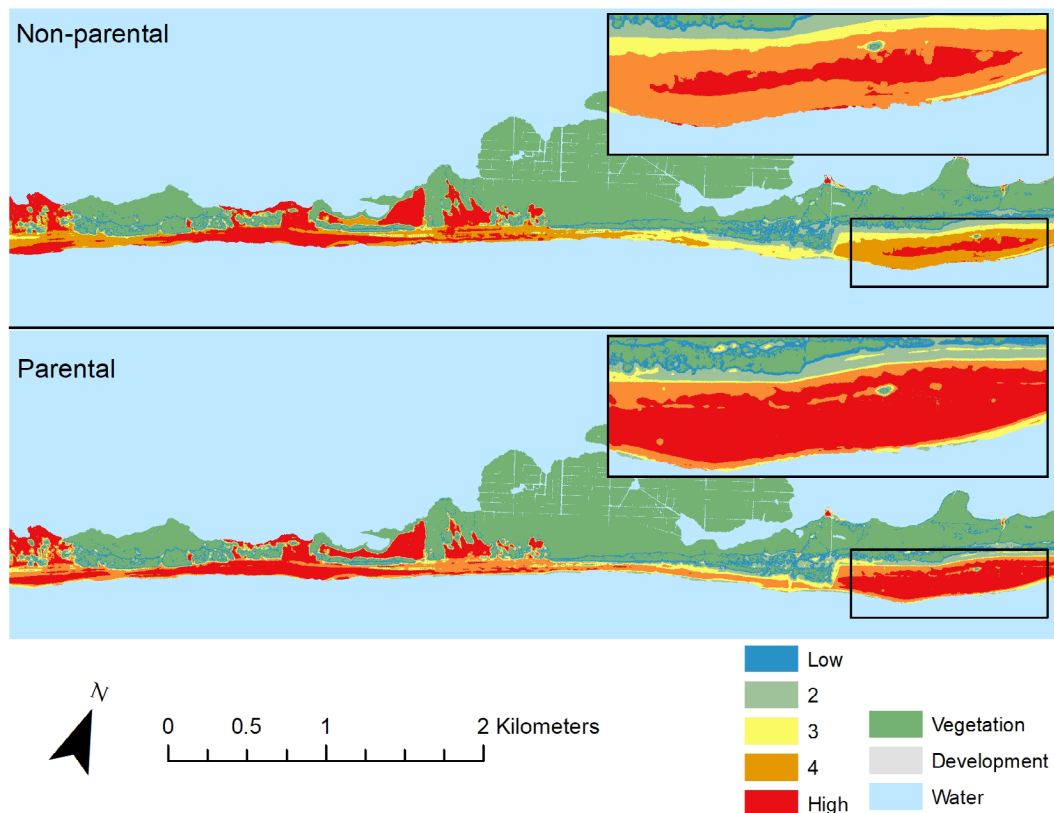 Non-parental
Parental
N
0 0.5 1 2 Kilometers
Low
2
3
4
High
Vegetation
Development
Water